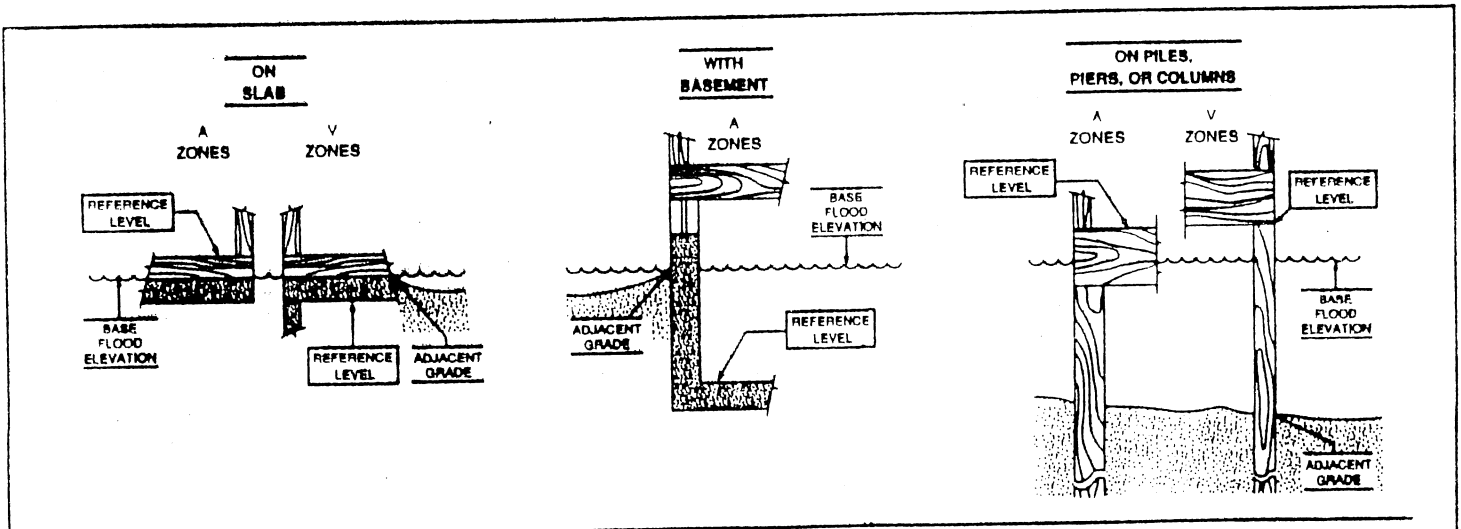 ON
SLAB
A
ZONES
V
ZONES
REFERENCE
LEVEL
BASE
FLOOD
ELEVATION
REFERENCE
LEVEL
ADJACENT
GRADE
WITH
BASEMENT
A
ZONES
BASE
FLOOD
ELEVATION
ADJACENT
GRADE
REFERENCE
LEVEL
ON PILES,
PIERS, OR COLUMNS
A
ZONES
V
ZONES
REFERENCE
LEVEL
REFERENCE
LEVEL
BASE
FLOOD
ELEVATION
ADJACENT
GRADE